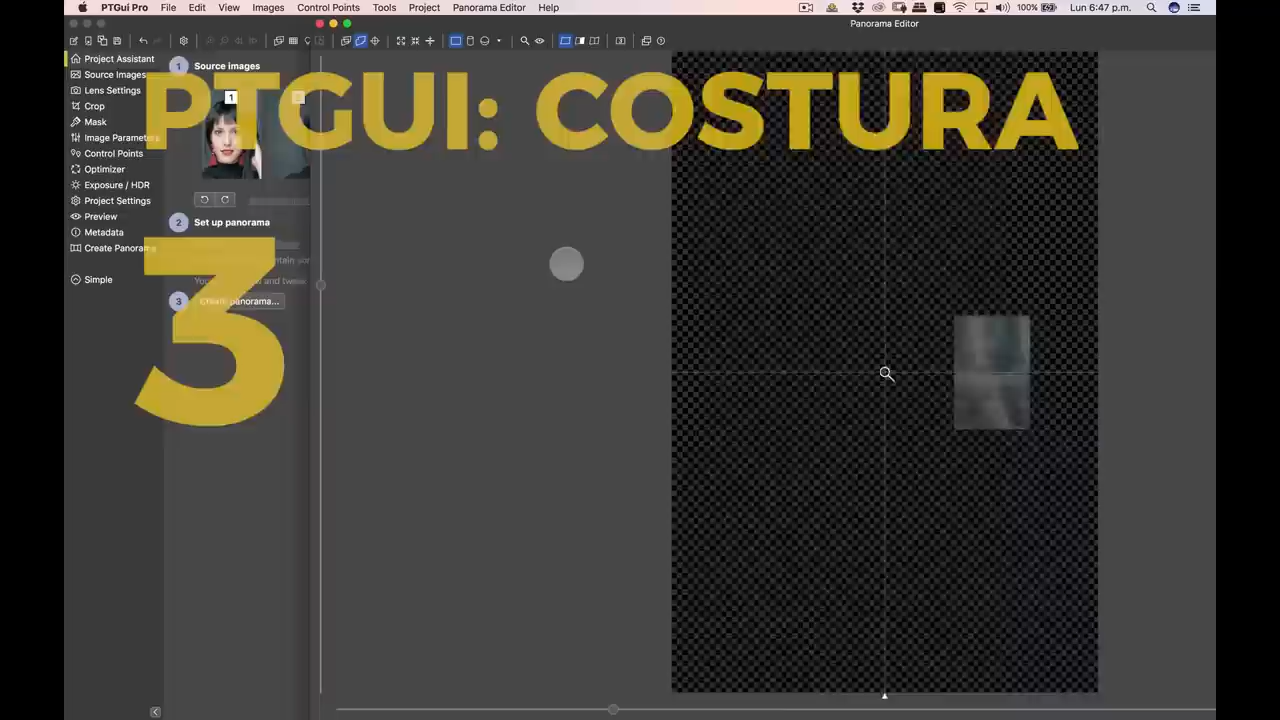 PTGui Pro File Edit View Images Control Points Tools Project Panorama Editor Help
100% Lun 6:47 p.m.
Panorama Editor
Project Assistant
Source Images
Lens Settings
Crop
Mask
Image Parameters
Control Points
Optimizer
Exposure / HDR
Project Settings
Preview
Metadata
Create Panorama
Simple
1 Source images
1
2 Set up panorama
3 Create panorama...
PTGUI: COSTURA
3